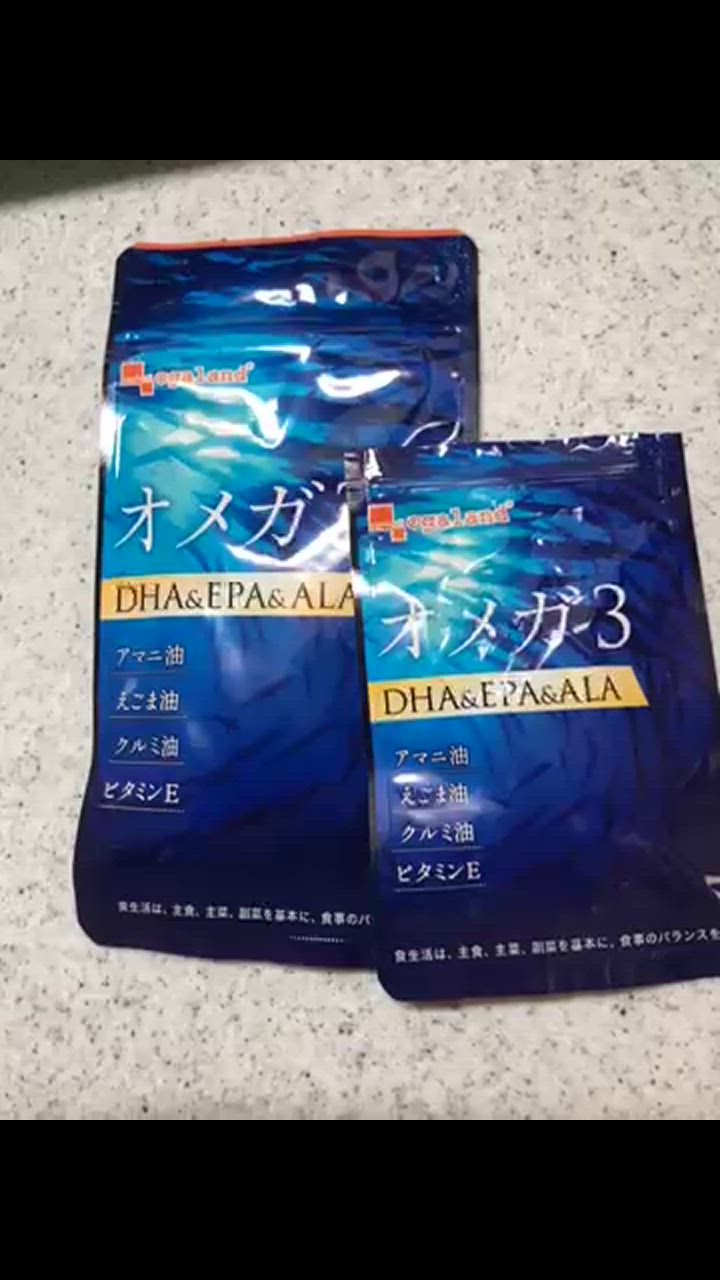 ogaland
オメガ
DHA&EPA&ALA
アマニ油
えごま油
クルミ油
ビタミンE
食生活は、主食、主菜、副菜を基本に、食事のバ
ogaland
オメガ3
DHA&EPA&ALA
アマニ油
えごま油
クルミ油
ビタミンE
食生活は、主食、主菜、副菜を基本に、食事のバランスを